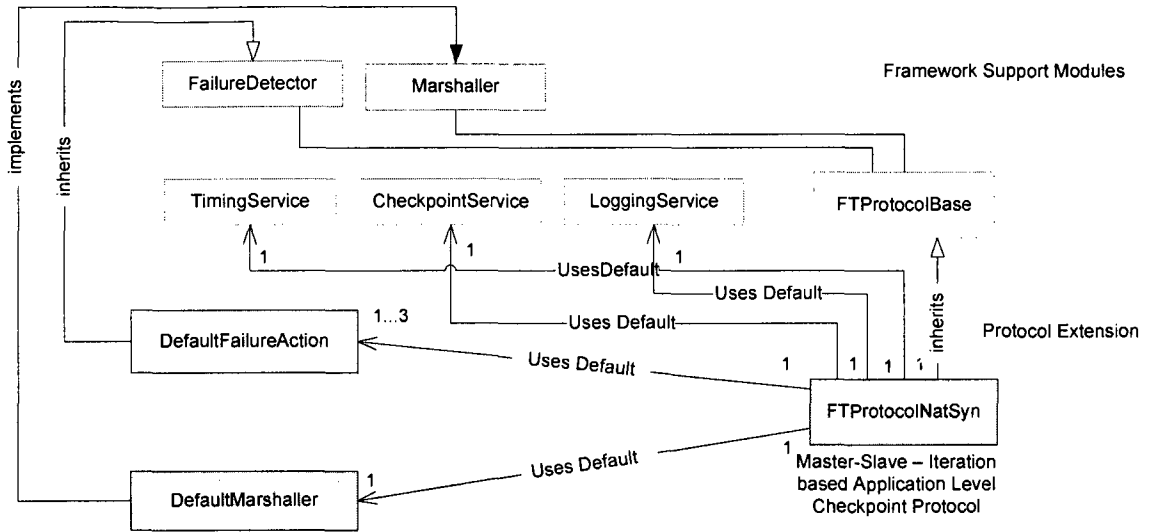 Framework Support Modules
FailureDetector
Marshaller
implements
inherits
TimingService
CheckpointService
LoggingService
FTProtocolBase
1
1
1
UsesDefault
Uses Default
Uses Default
inherits
1...3
Protocol Extension
DefaultFailureAction
Uses Default
1
1
1
1
FTProtocolNatSyn
1
Uses Default
1
DefaultMarshaller
Master-Slave – Iteration
based Application Level
Checkpoint Protocol